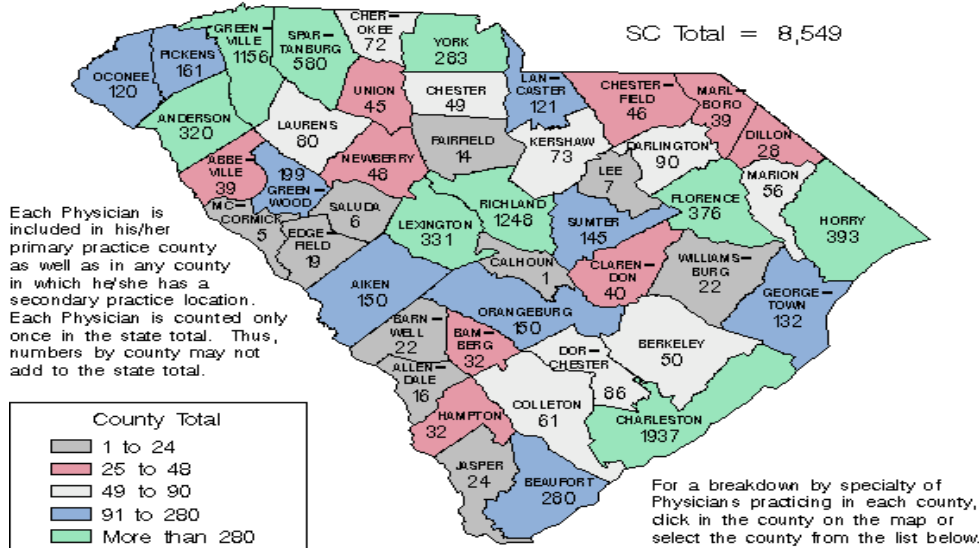 SC Total = 8,549
CHER-
OKEE
72
GREEN-
VILLE
1156
SPAR-
TANBURG
580
YORK
283
PICKENS
161
OCONEE
120
UNION
45
CHESTER
49
LAN-
CASTER
121
CHESTER-
FIELD
46
MARL-
BORO
39
DILLON
28
ANDERSON
320
LAURENS
80
FAIRFIELD
14
KERSHAW
73
DARLINGTON
90
MARION
56
ABBE-
VILLE
39
199
GREEN-
WOOD
NEWBERRY
48
LEE
7
FLORENCE
376
HORRY
393
MC-
CORMICK
5
SALUDA
6
EDGE-
FIELD
19
LEXINGTON
331
RICHLAND
1248
SUMTER
145
CALHOUN
1
CLAREN-
DON
40
WILLIAMS-
BURG
22
GEORGE-
TOWN
132
AIKEN
150
ORANGEBURG
150
BARN-
WELL
22
BAM-
BERG
32
DOR-
CHESTER
86
BERKELEY
50
ALLEN-
DALE
16
HAMPTON
32
COLLETON
61
CHARLESTON
1937
JASPER
24
BEAUFORT
280
Each Physician is
included in his/her
primary practice county
as well as in any county
in which he/she has a
secondary practice location.
Each Physician is counted only
once in the state total. Thus,
numbers by county may not
add to the state total.
County Total
1 to 24
25 to 48
49 to 90
91 to 280
More than 280
For a breakdown by specialty of
Physicians practicing in each county,
click in the county on the map or
select the county from the list below.